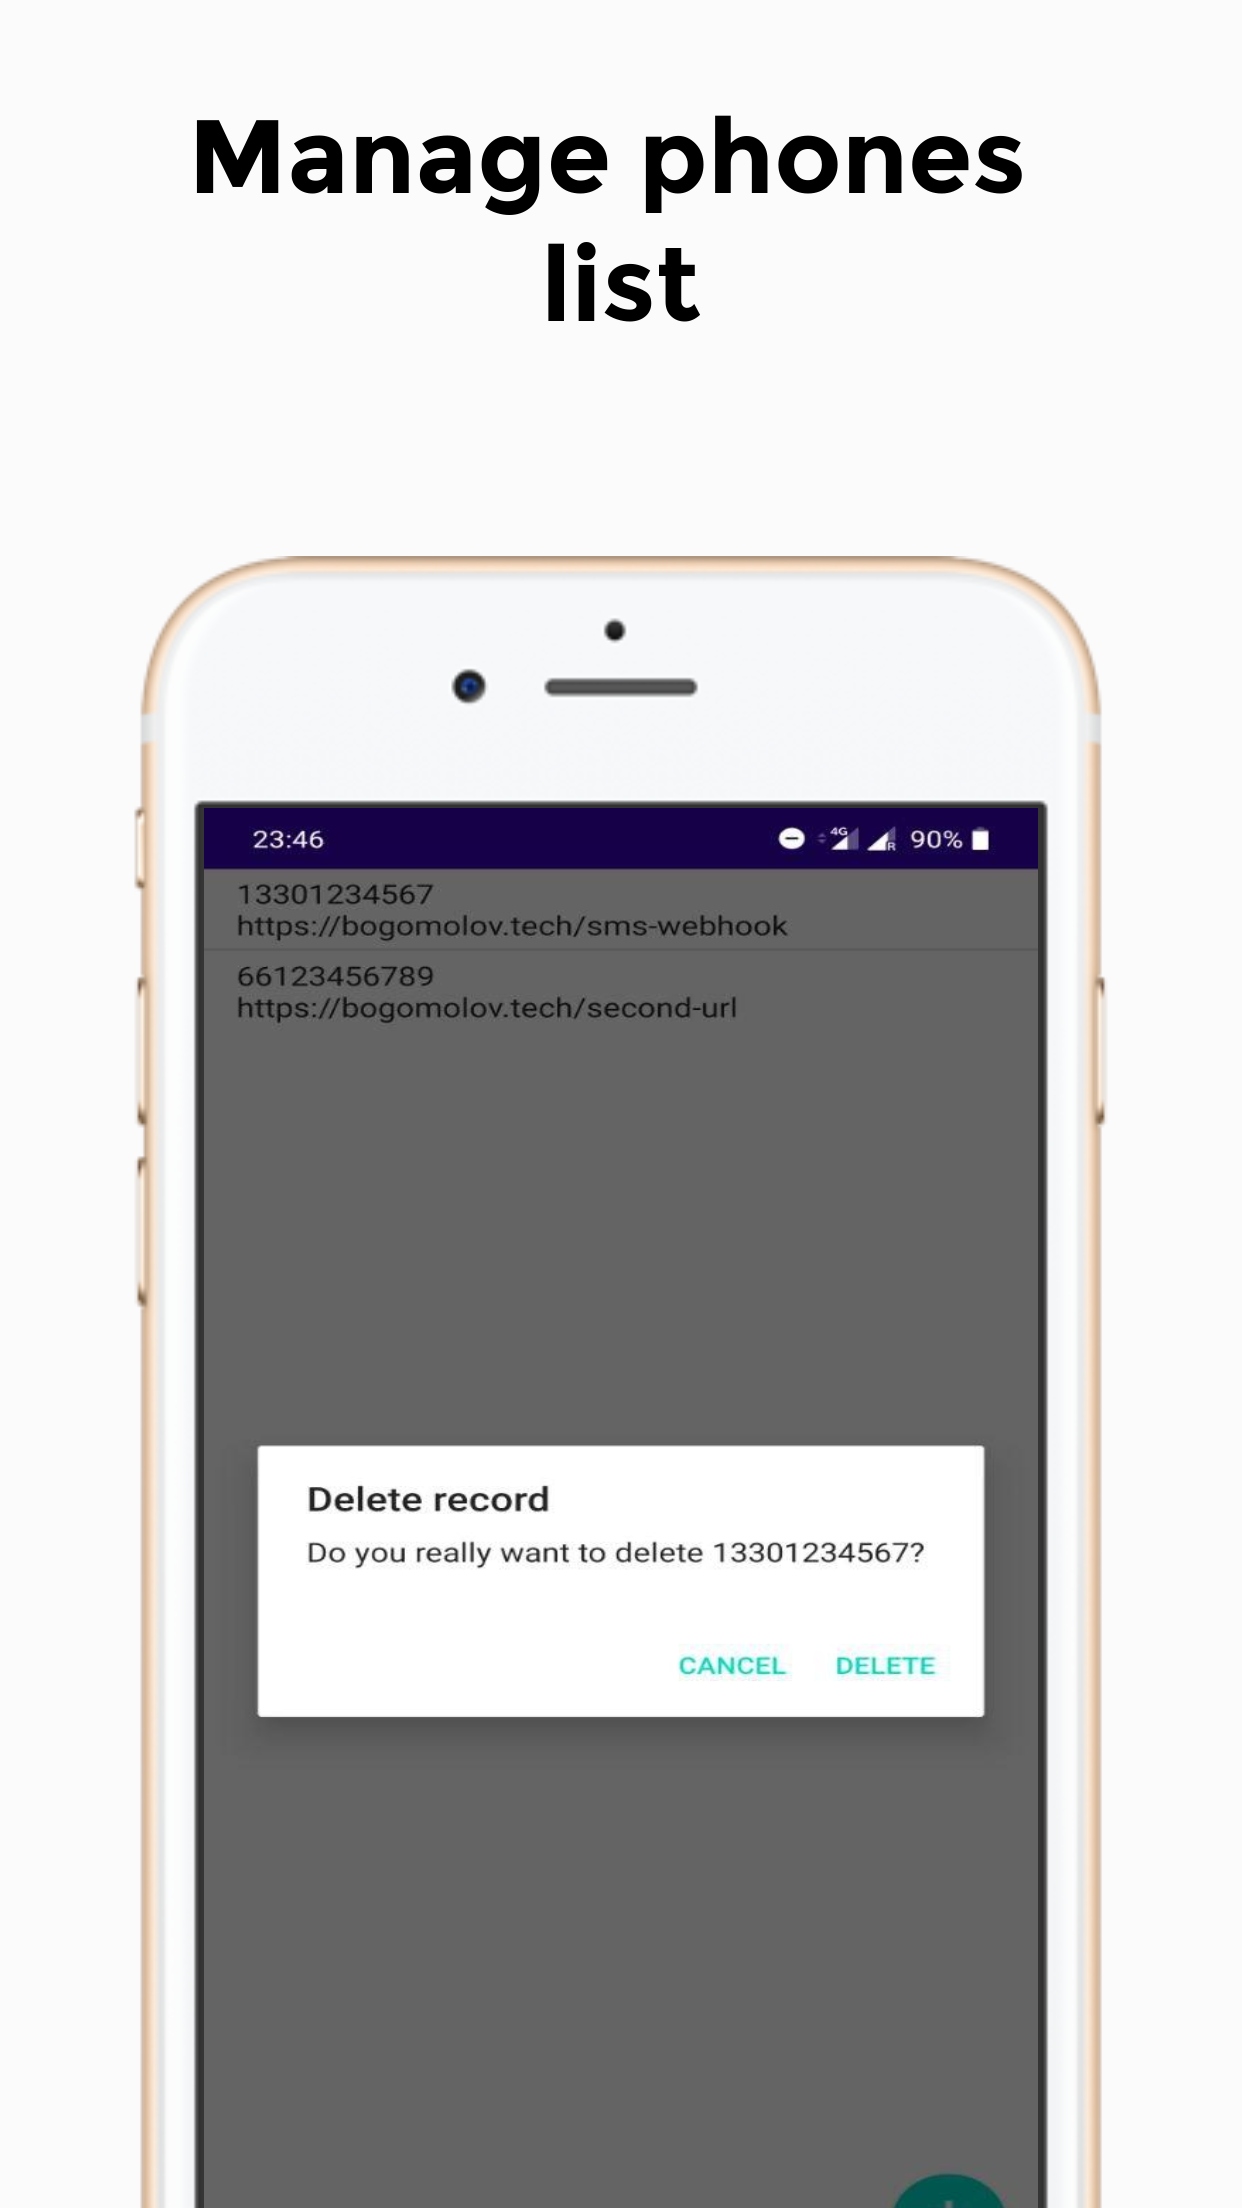 Manage phones
list
23:46
4G
R
90%
13301234567
https://bogomolov.tech/sms-webhook
66123456789
https://bogomolov.tech/second-url
Delete record
Do you really want to delete 13301234567?
CANCEL DELETE